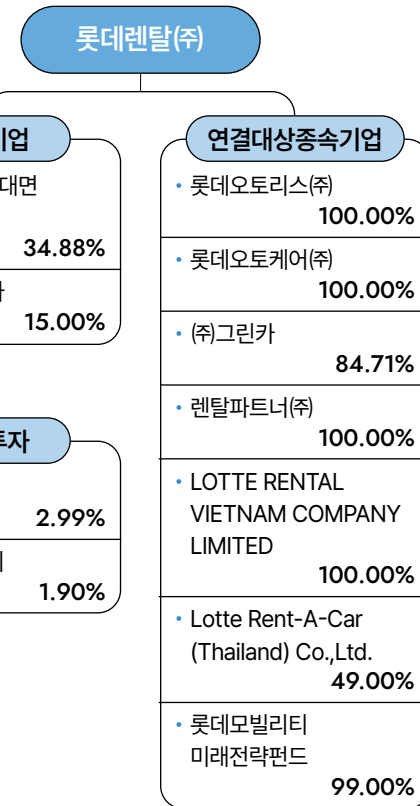 롯데렌탈(주)
기업
대면
34.88%
15.00%
투자
2.99%
1.90%
연결대상종속기업
• 롯데오토리스(주)
100.00%
• 롯데오토케어(주)
100.00%
• (주)그린카
84.71%
• 렌탈파트너(주)
100.00%
• LOTTE RENTAL
VIETNAM COMPANY
LIMITED
100.00%
• Lotte Rent-A-Car
(Thailand) Co.,Ltd.
49.00%
• 롯데모빌리티
미래전략펀드
99.00%